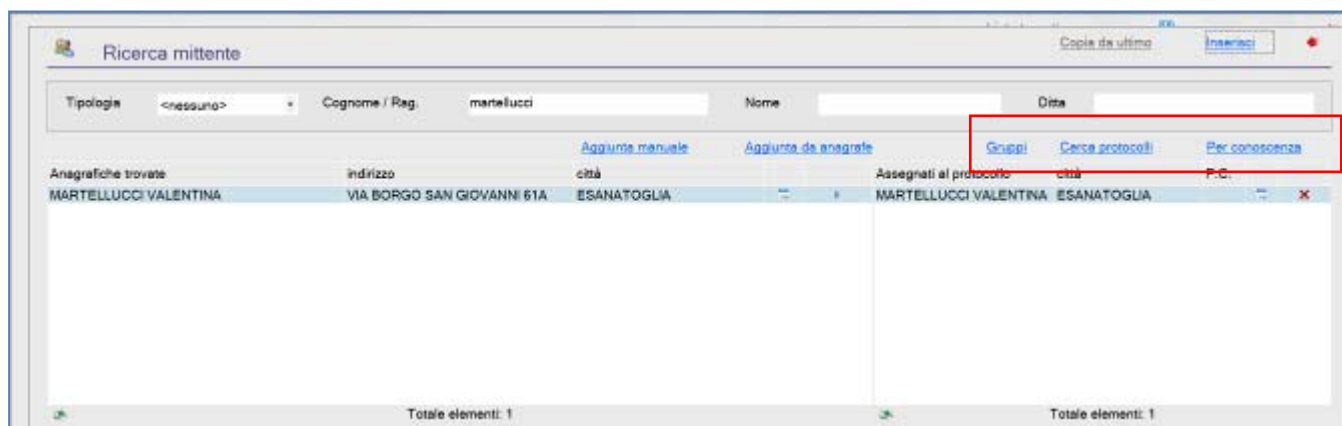 Ricerca mittente Copia da ultimo Inserisci
Tipologia <nessuno> Cognome / Rag. martellucci Nome Ditta
Aggiunta manuale Aggiunta da anagrafe Gruppi Cerca protocolli Per conoscenza
Anagrafiche trovate indirizzo città Assegnati al protocollo città P.C.
MARTELLUCCI VALENTINA VIA BORGO SAN GIOVANNI 61A ESANATOGLIA MARTELLUCCI VALENTINA ESANATOGLIA
Totale elementi: 1 Totale elementi: 1